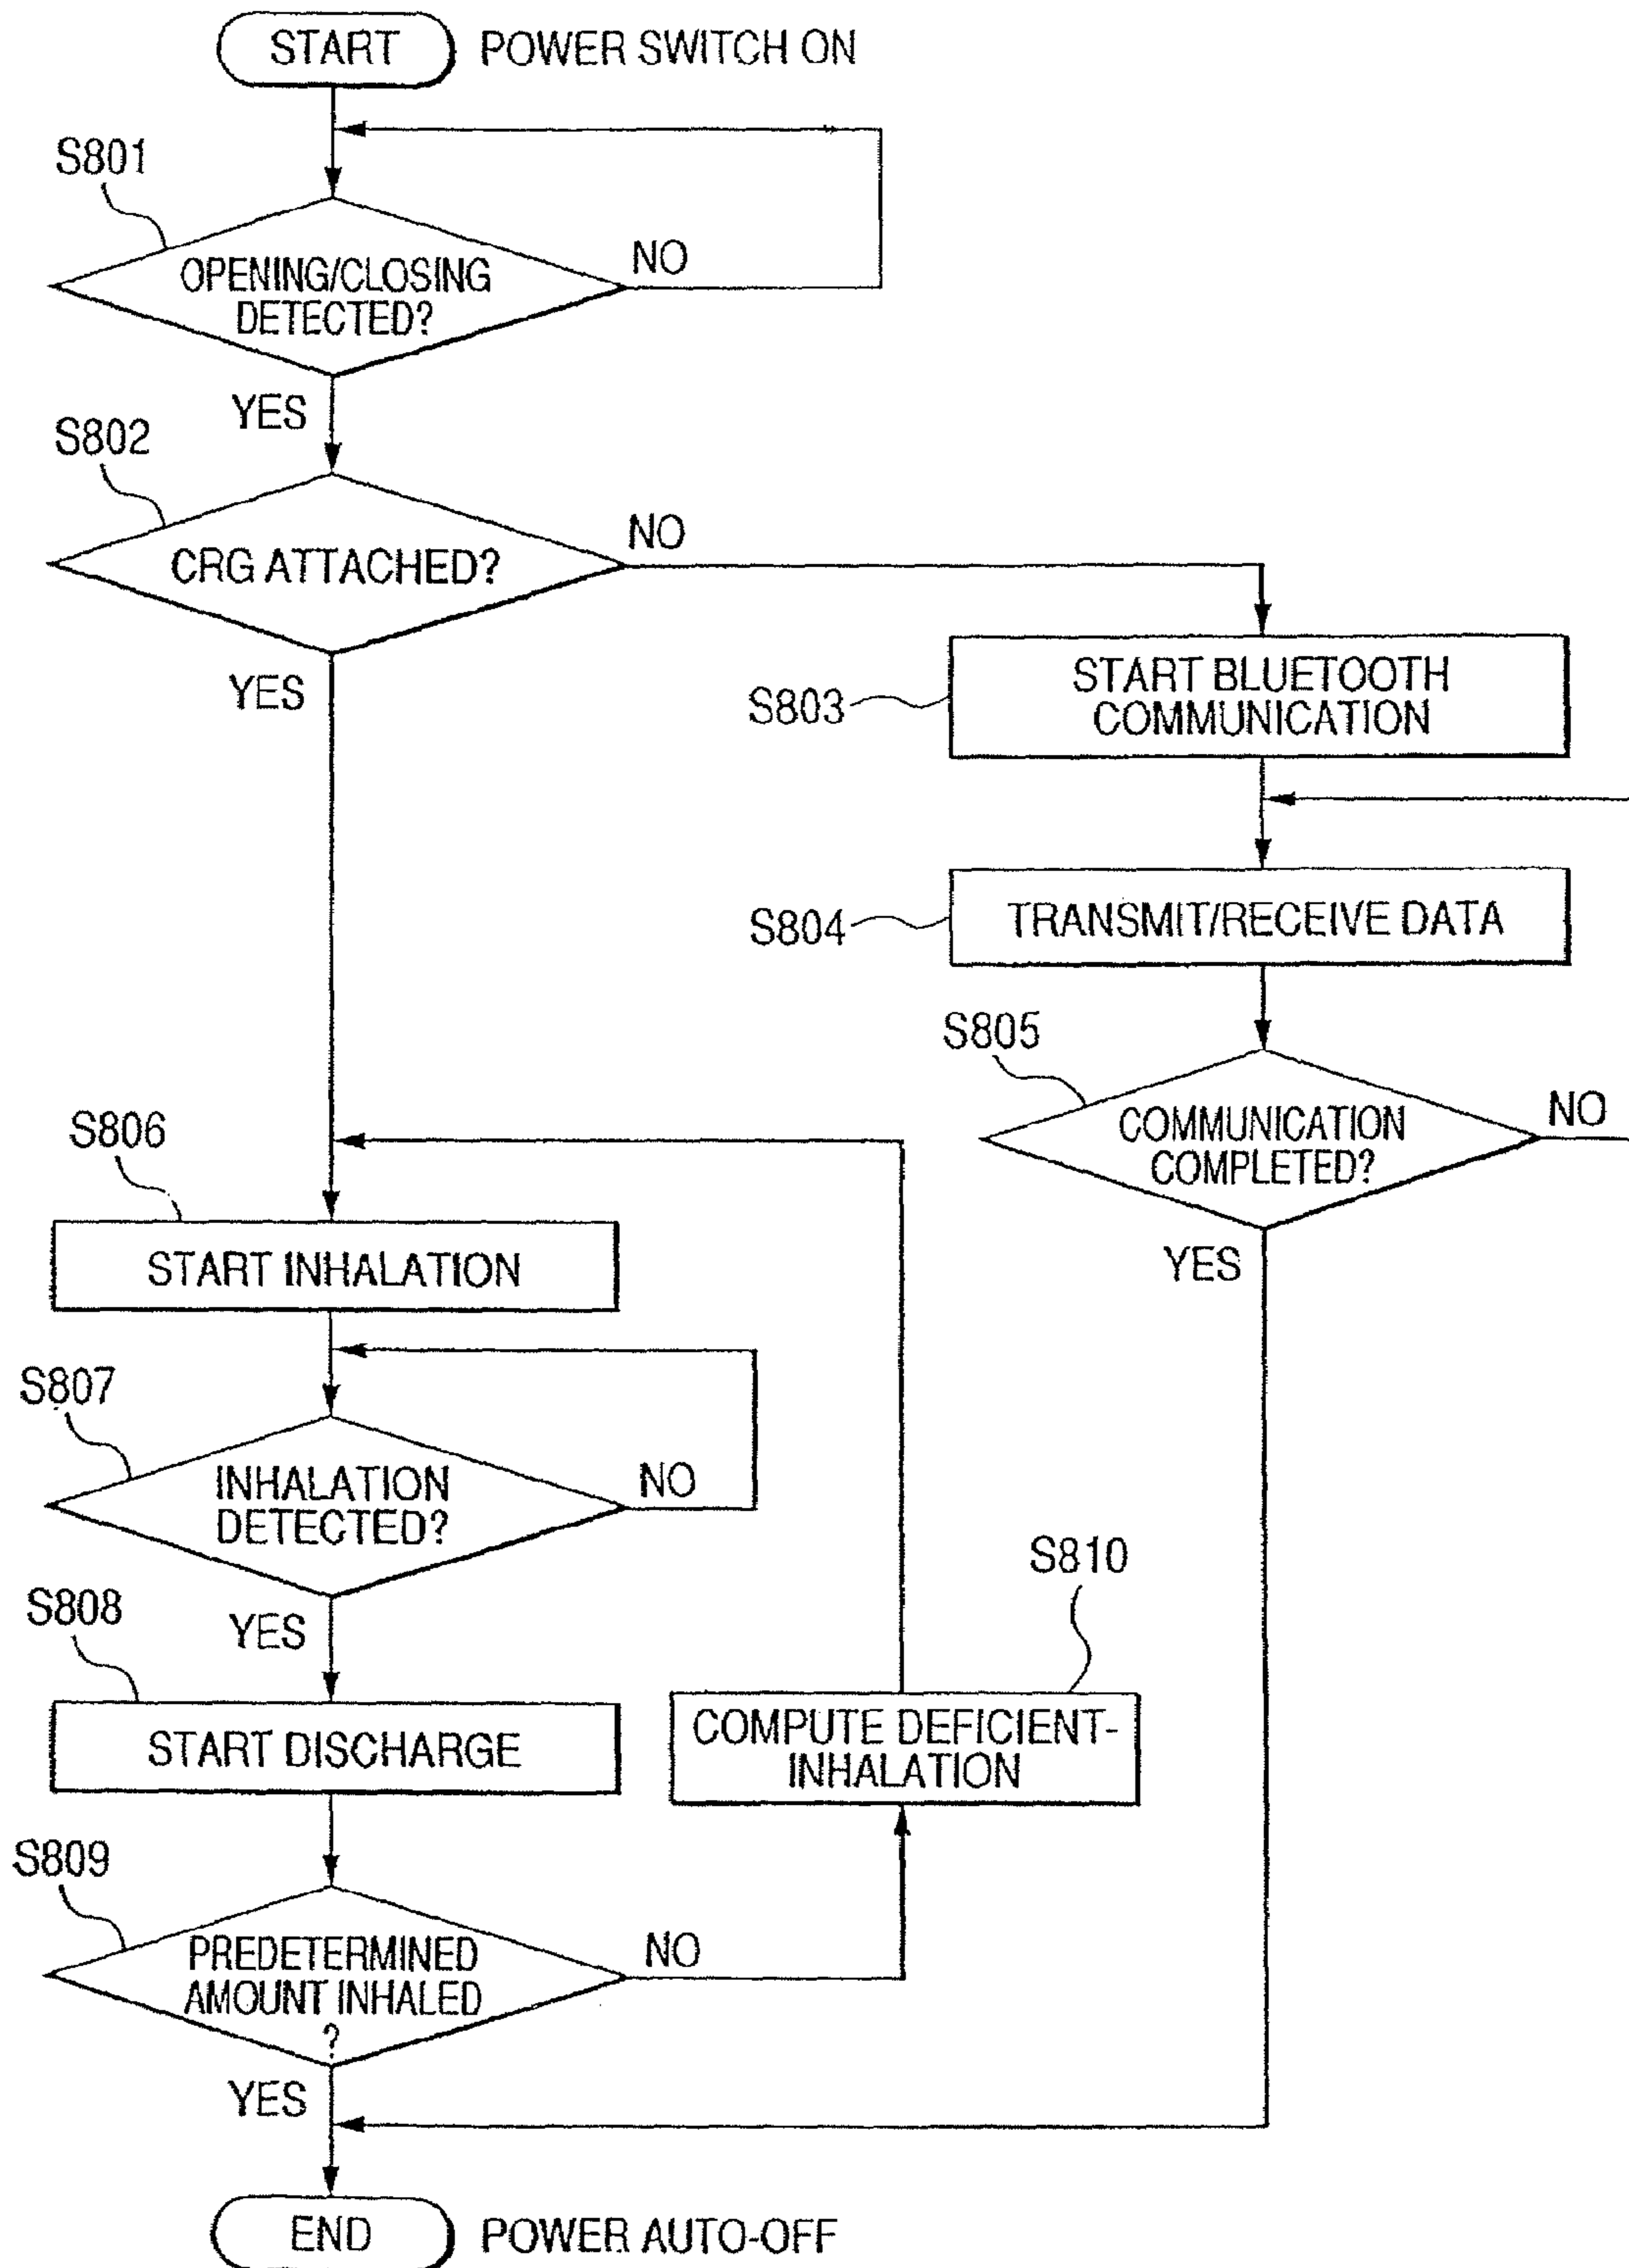 START
POWER SWITCH ON
S801
OPENING/CLOSING
DETECTED?
NO
YES
S802
CRG ATTACHED?
NO
YES
S803
START BLUETOOTH
COMMUNICATION
S804
TRANSMIT/RECEIVE DATA
S805
COMMUNICATION
COMPLETED?
NO
YES
S806
START INHALATION
S807
INHALATION
DETECTED?
NO
YES
S808
START DISCHARGE
S810
COMPUTE DEFICIENT-
INHALATION
S809
PREDETERMINED
AMOUNT INHALED
?
NO
YES
END
POWER AUTO-OFF